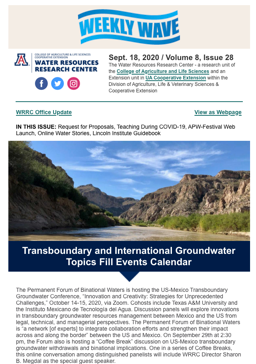 WEEKLY WAVE
COLLEGE OF AGRICULTURE & LIFE SCIENCES
COOPERATIVE EXTENSION
WATER RESOURCES
RESEARCH CENTER
Sept. 18, 2020 / Volume 8, Issue 28
The Water Resources Research Center - a research unit of
the College of Agriculture and Life Sciences and an
Extension unit in UA Cooperative Extension within the
Division of Agriculture, Life & Veterinary Sciences &
Cooperative Extension
WRRC Office Update
View as Webpage
IN THIS ISSUE: Request for Proposals, Teaching During COVID-19, APW-Festival Web
Launch, Online Water Stories, Lincoln Institute Guidebook
Transboundary and International Groundwater
Topics Fill Events Calendar
The Permanent Forum of Binational Waters is hosting the US-Mexico Transboundary
Groundwater Conference, "Innovation and Creativity: Strategies for Unprecedented
Challenges," October 14-15, 2020, via Zoom. Cohosts include Texas A&M University and
the Instituto Mexicano de Tecnología del Agua. Discussion panels will explore innovations
in transboundary groundwater resources management between Mexico and the US from
legal, technical, and managerial perspectives. The Permanent Forum of Binational Waters
is "a network [of experts] to integrate collaboration efforts and strengthen their impact
across and along the border" between the US and Mexico. On September 29th at 2:30
pm, the Forum also is hosting a "Coffee Break" discussion on US-Mexico transboundary
groundwater withdrawals and binational implications. One in a series of Coffee Breaks,
this online conversation among distinguished panelists will include WRRC Director Sharon
B. Megdal as the special guest speaker.